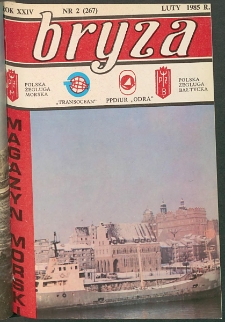 ROK XXIV NR 2 (267) LUTY 1985 R.
bryza
POLSKA ŻEGLUGA MORSKA
„TRANSOCEAN”
PPDiUR „ODRA”
POLSKA ŻEGLUGA BAŁTYCKA
MAGAZYN MORSKI